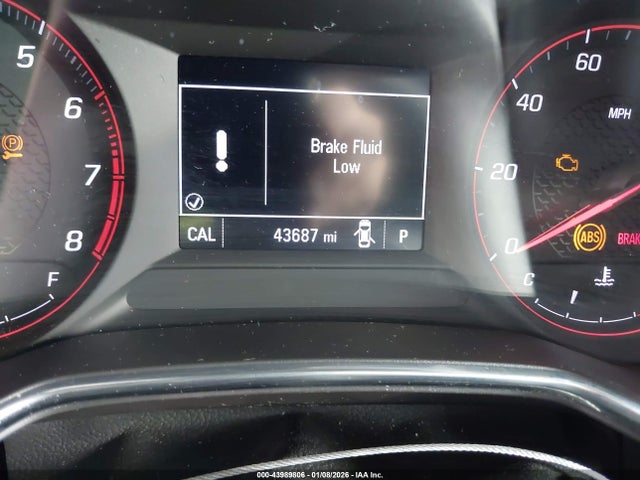 5
6
7
8
F
P
Brake Fluid
Low
CAL
43687 mi
P
60
40
MPH
20
0
ABS
BRAK
C
000-43989806 - 01/08/2026 - IAA Inc.